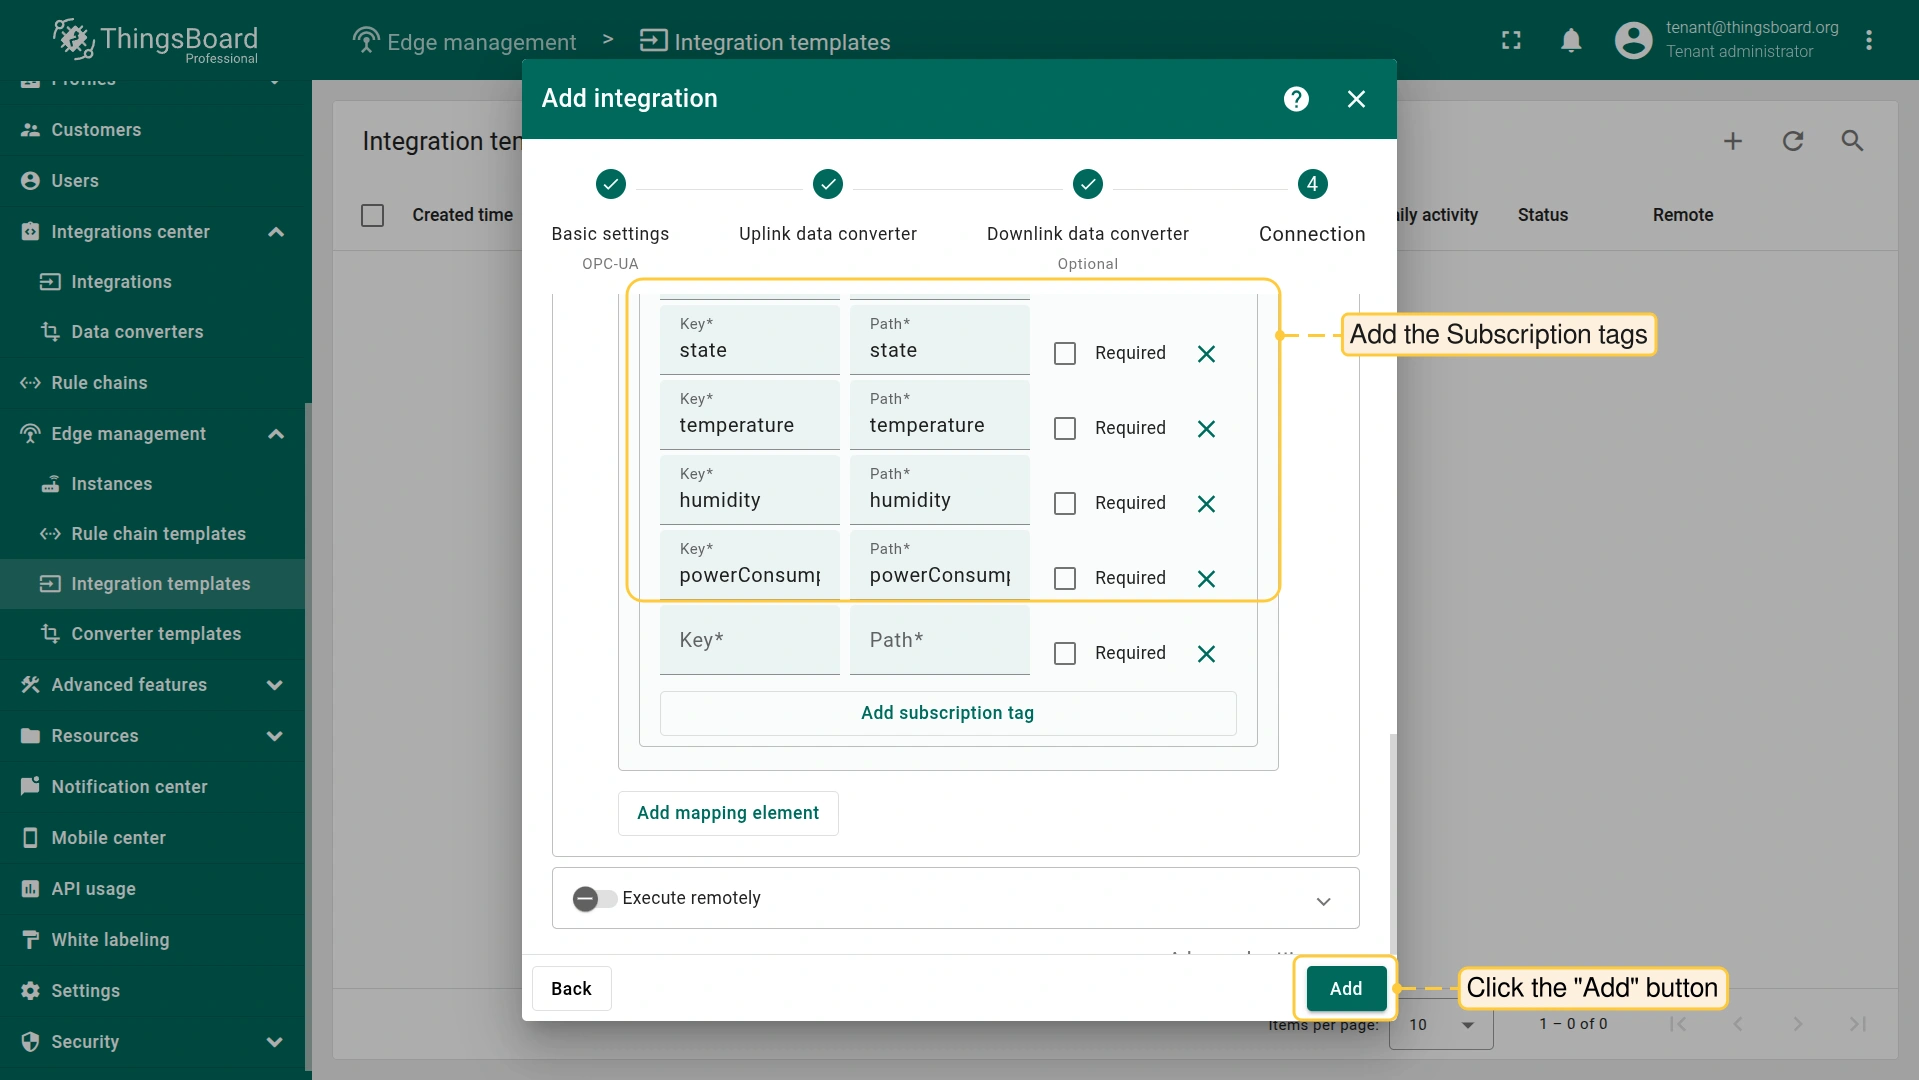 ThingsBoard
Professional
Edge management > Integration templates
tenant@thingsboard.org
Tenant administrator
Profiles
Customers
Users
Integrations center
Integrations
Data converters
Rule chains
Edge management
Instances
Rule chain templates
Integration templates
Converter templates
Advanced features
Resources
Notification center
Mobile center
API usage
White labeling
Settings
Security
Integration ten
Created time
ily activity
Status
Remote
Add integration
4
Basic settings
OPC-UA
Uplink data converter
Downlink data converter
Optional
Connection
Key*
state
Path*
state
Required
Key*
temperature
Path*
temperature
Required
Key*
humidity
Path*
humidity
Required
Key*
powerConsump
Path*
powerConsump
Required
Key*
Path*
Required
Add subscription tag
Add mapping element
Execute remotely
Back
Add
Add the Subscription tags
Click the "Add" button
Items per page:
10
1 – 0 of 0